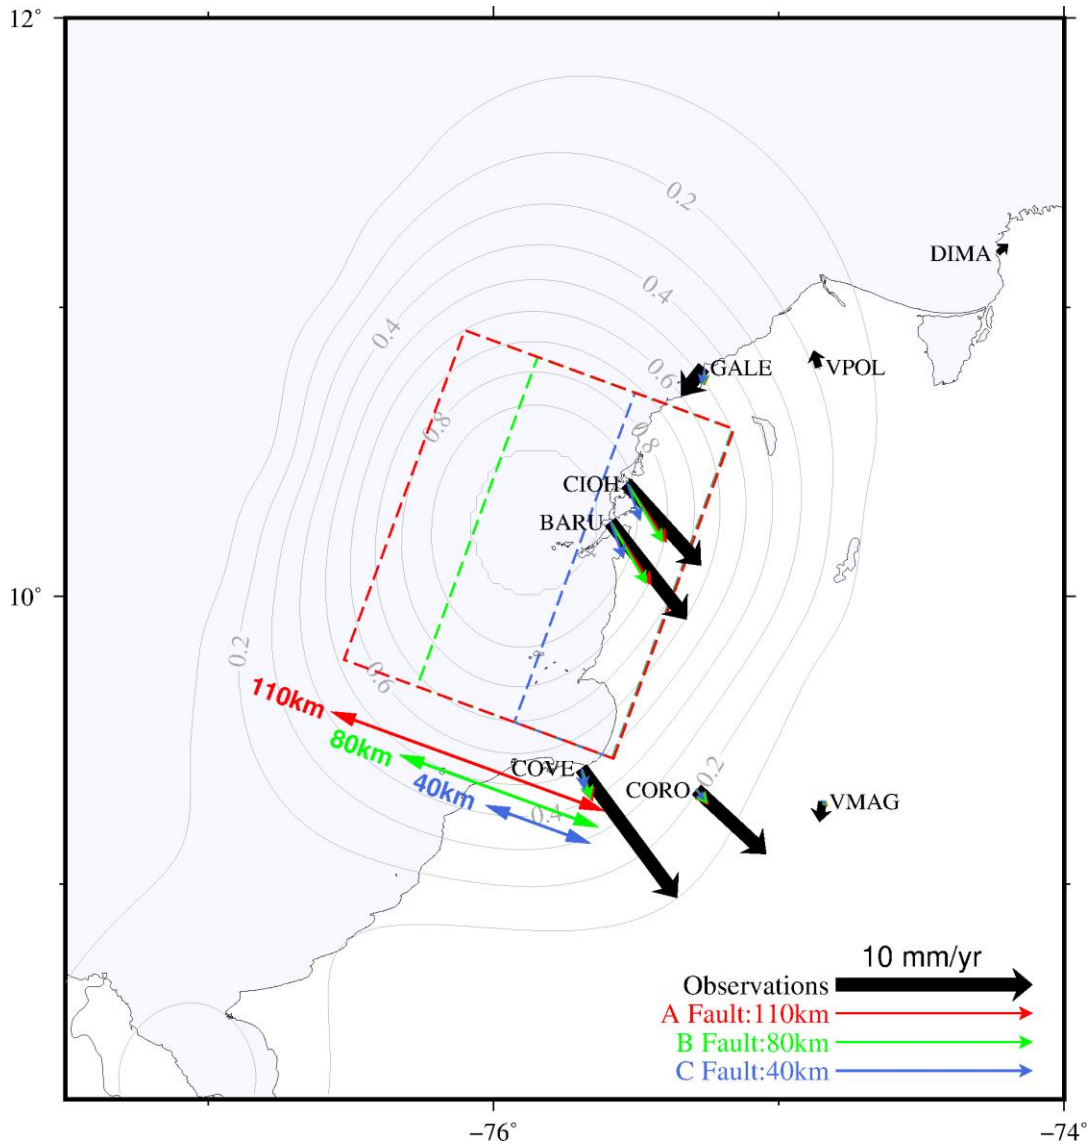 12°
0.2
DIMA
0.4
0.4
GALE
VPOL
0.6
0.8
0.8
CIOH
BARU
10°
0.2
0.6
110km
80km
40km
COVE
CORO
0.2
VMAG
0.4
10 mm/yr
Observations
A Fault:110km
B Fault:80km
C Fault:40km
-76°
-74°